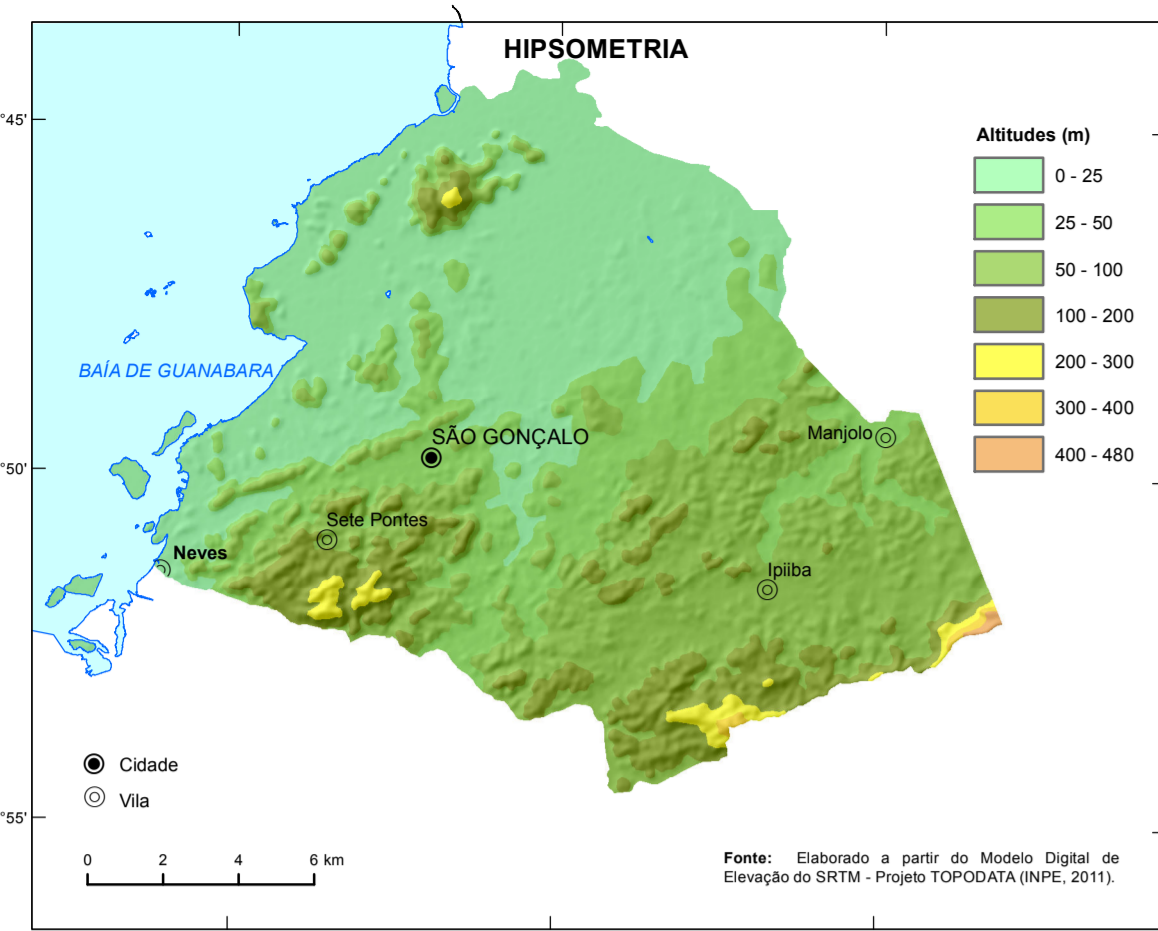 HIPSOMETRIA
°45'
Altitudes (m)
0 - 25
25 - 50
50 - 100
100 - 200
200 - 300
300 - 400
400 - 480
BAÍA DE GUANABARA
SÃO GONÇALO
Manjolo
°50'
Sete Pontes
Neves
Ipiiba
Cidade
Vila
°55'
0 2 4 6 km
Fonte: Elaborado a partir do Modelo Digital de
Elevação do SRTM - Projeto TOPODATA (INPE, 2011).